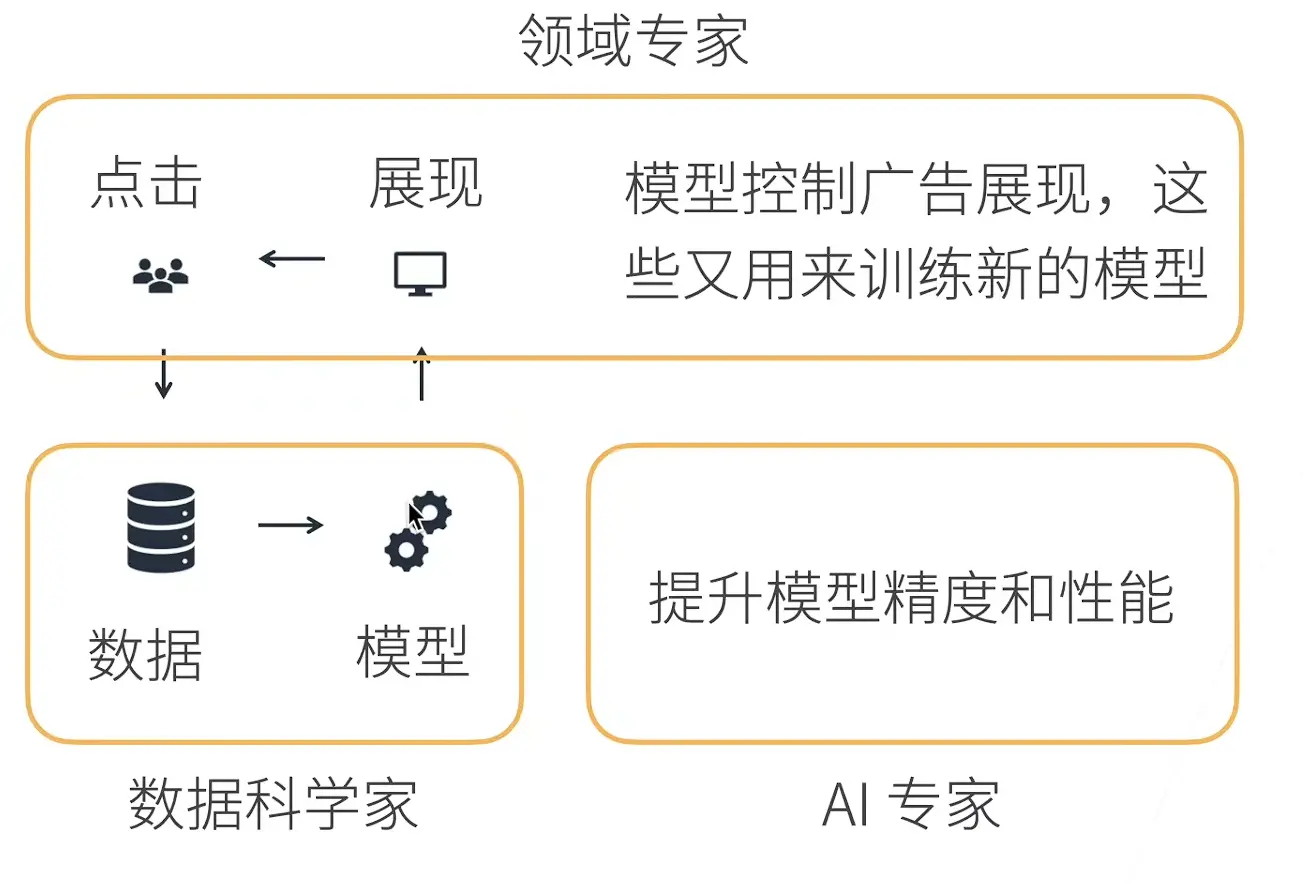 领域专家
点击
展现
模型控制广告展现，这
些又用来训练新的模型
数据
模型
提升模型精度和性能
数据科学家
AI 专家